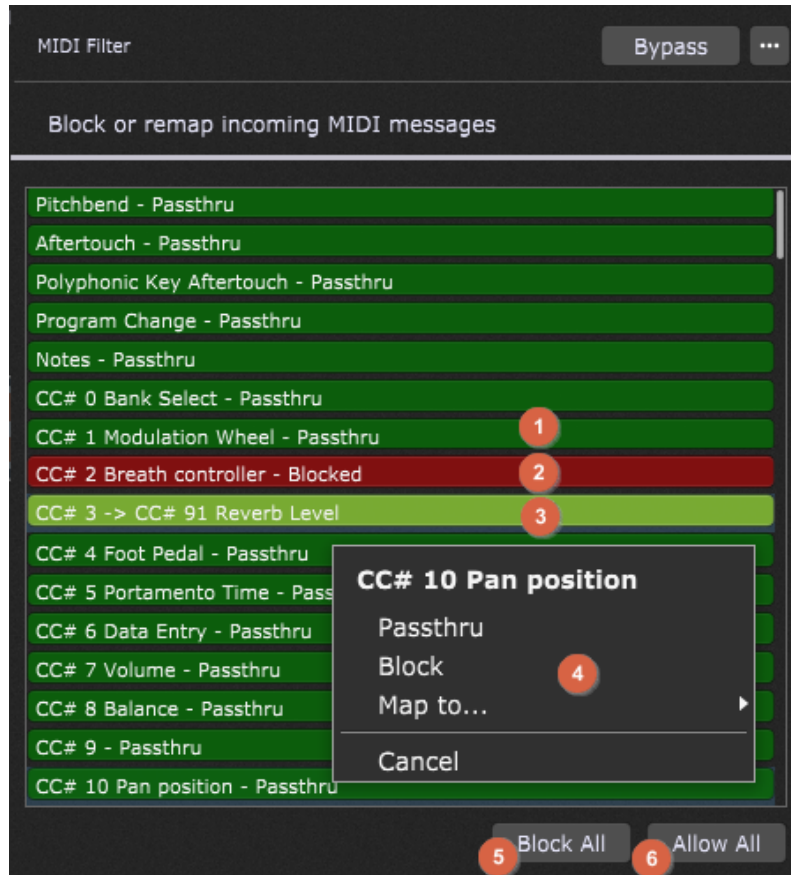 MIDI Filter
Bypass
...
Block or remap incoming MIDI messages
Pitchbend - Passthru
Aftertouch - Passthru
Polyphonic Key Aftertouch - Passthru
Program Change - Passthru
Notes - Passthru
CC# 0 Bank Select - Passthru
CC# 1 Modulation Wheel - Passthru
1
CC# 2 Breath controller - Blocked
2
CC# 3 -> CC# 91 Reverb Level
3
CC# 4 Foot Pedal - Passthru
CC# 5 Portamento Time - Pass
CC# 6 Data Entry - Passthru
CC# 7 Volume - Passthru
CC# 8 Balance - Passthru
CC# 9 - Passthru
CC# 10 Pan position - Passthru
CC# 10 Pan position
Passthru
Block
4
Map to...
Cancel
5
Block All
6
Allow All